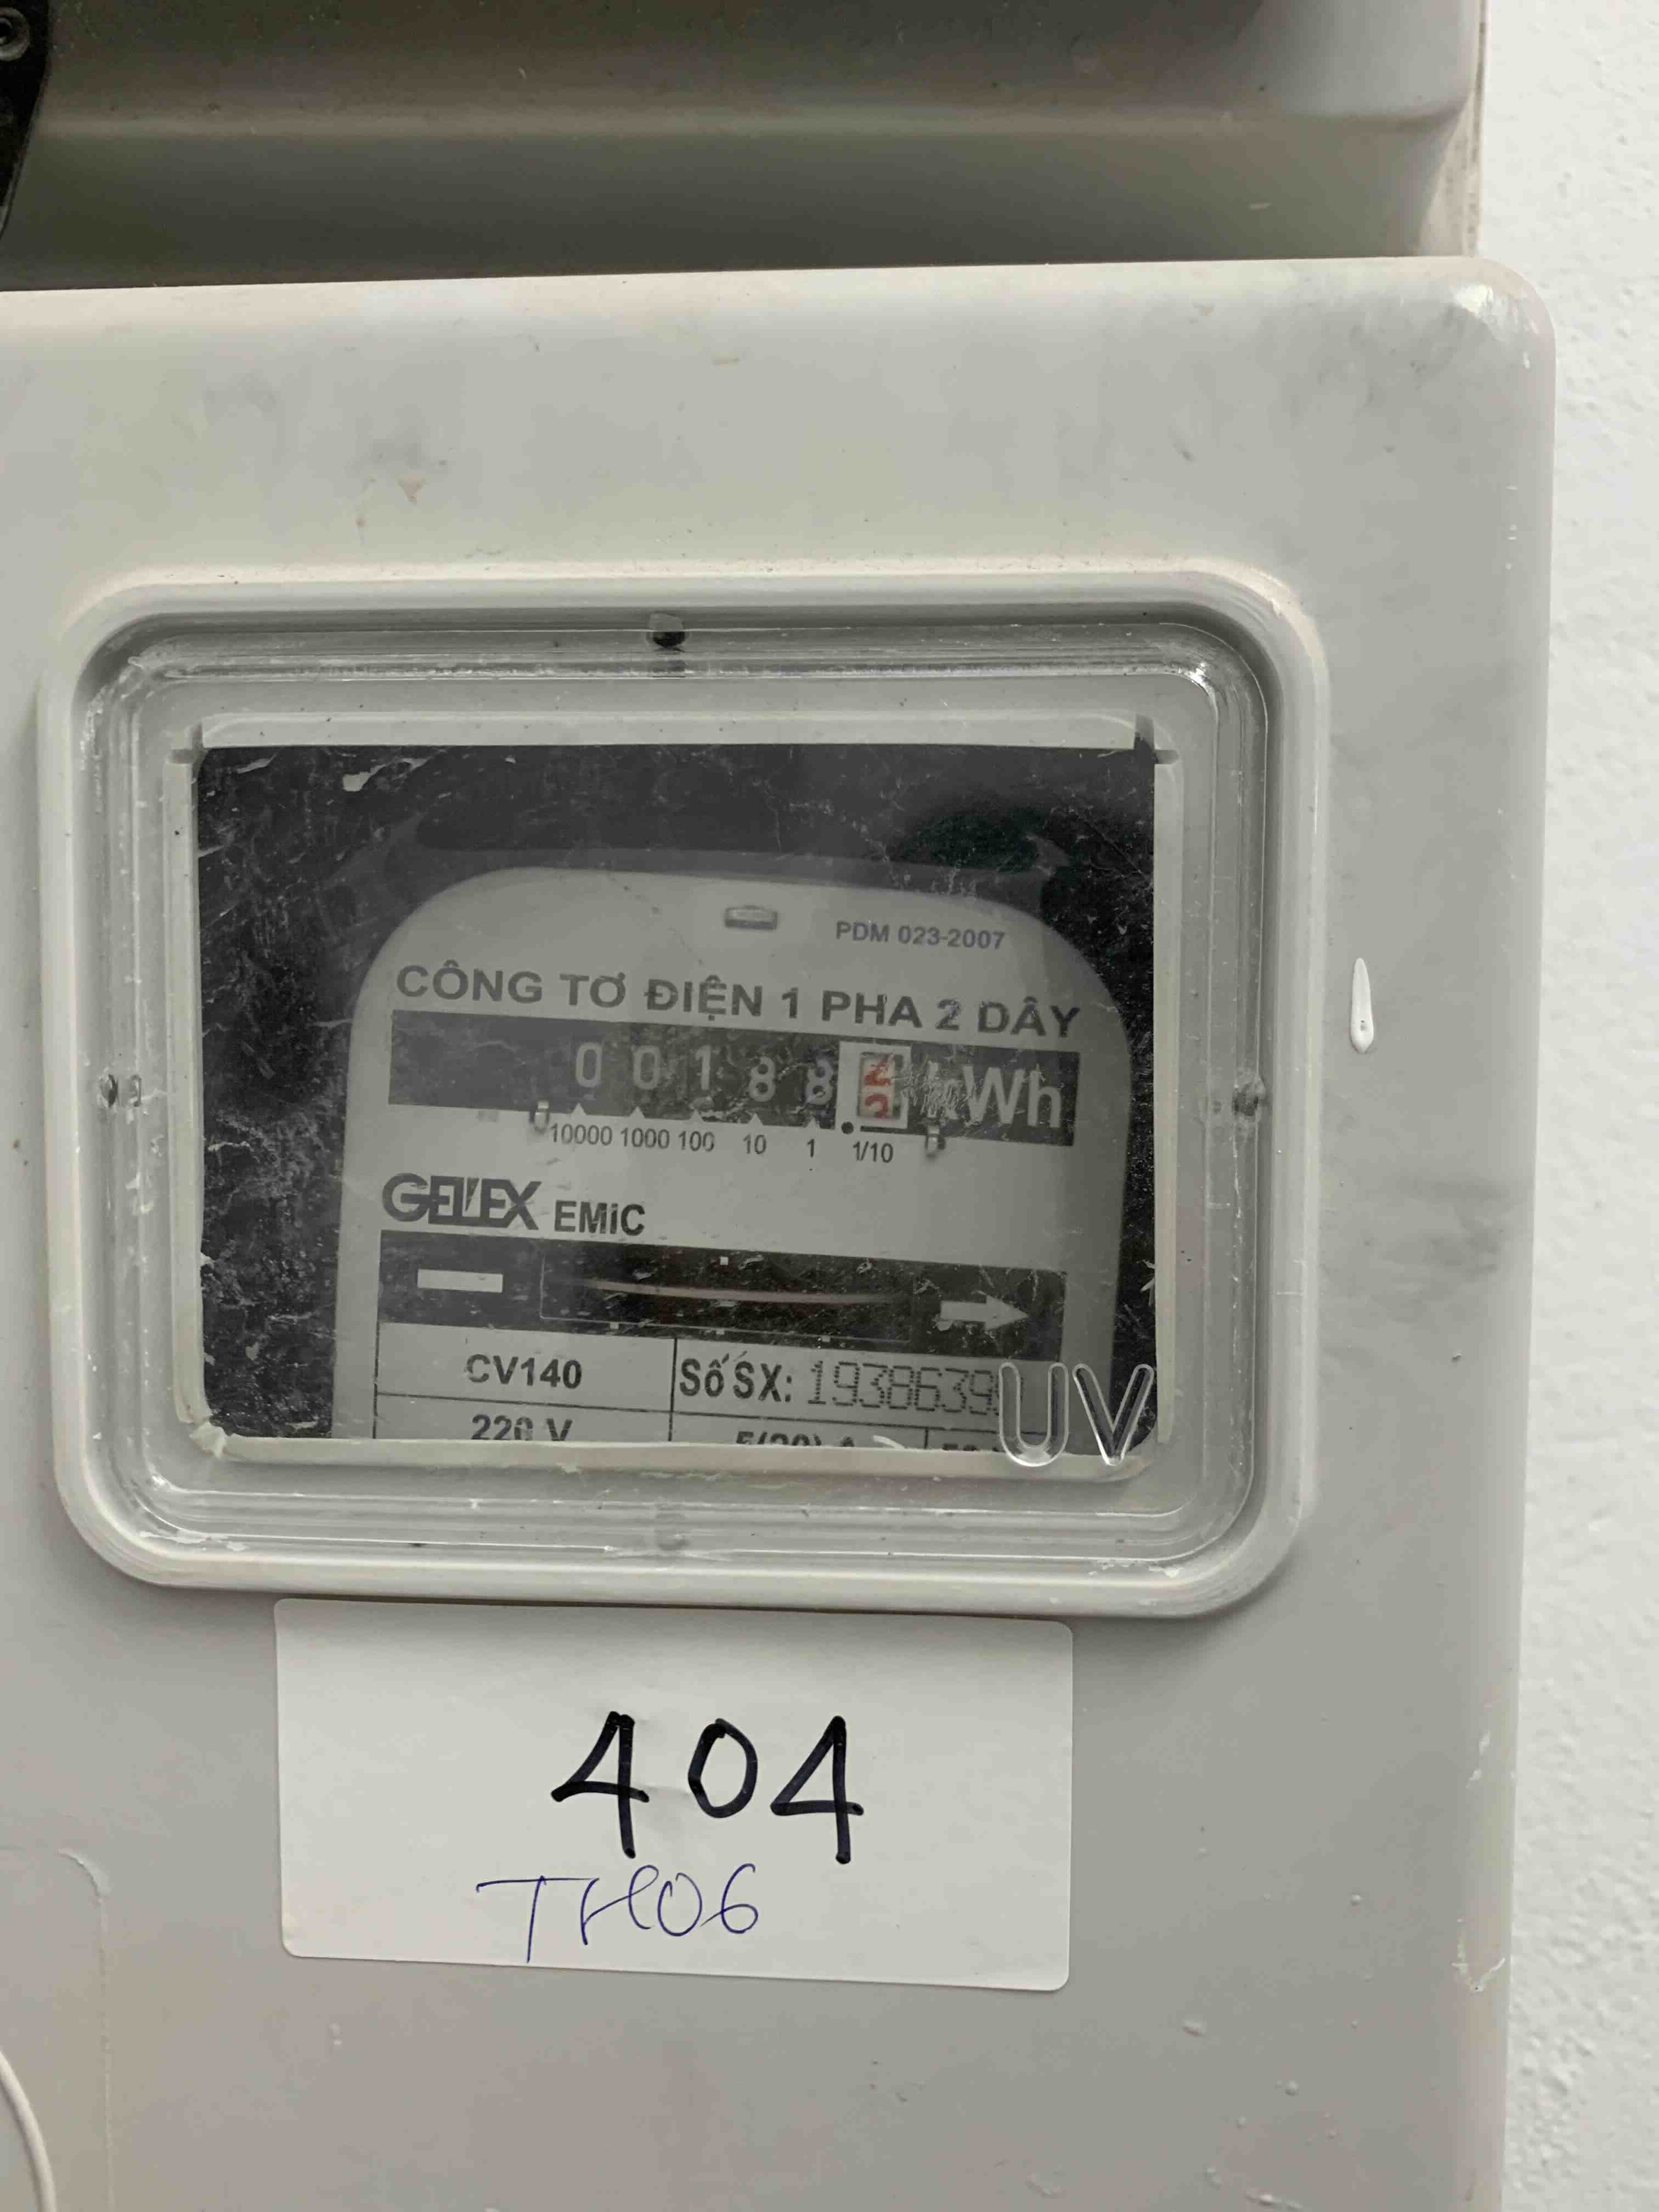 PDM 023-2007
CÔNG TƠ ĐIỆN 1 PHA 2 DÂY
0 0 1 8 8 kWh
10000 1000 100 10 1 1/10
GELEX EMIC
CV140 Số SX: 1938639
220 V
UV
404
TH06